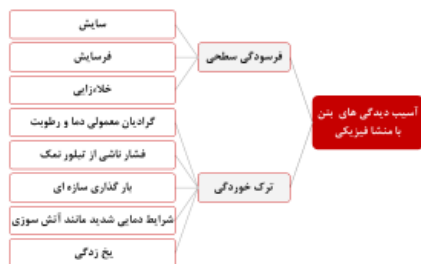 آسیب دیدگی های بتن
با منشا فیزیکی
فرسودگی سطحی
سایش
فرسایش
خلاءزایی
ترک خوردگی
گرادیان معمولی دما و رطوبت
فشار ناشی از تبلور نمک
بار گذاری سازه ای
شرایط دمایی شدید مانند آتش سوزی
یخ زدگی